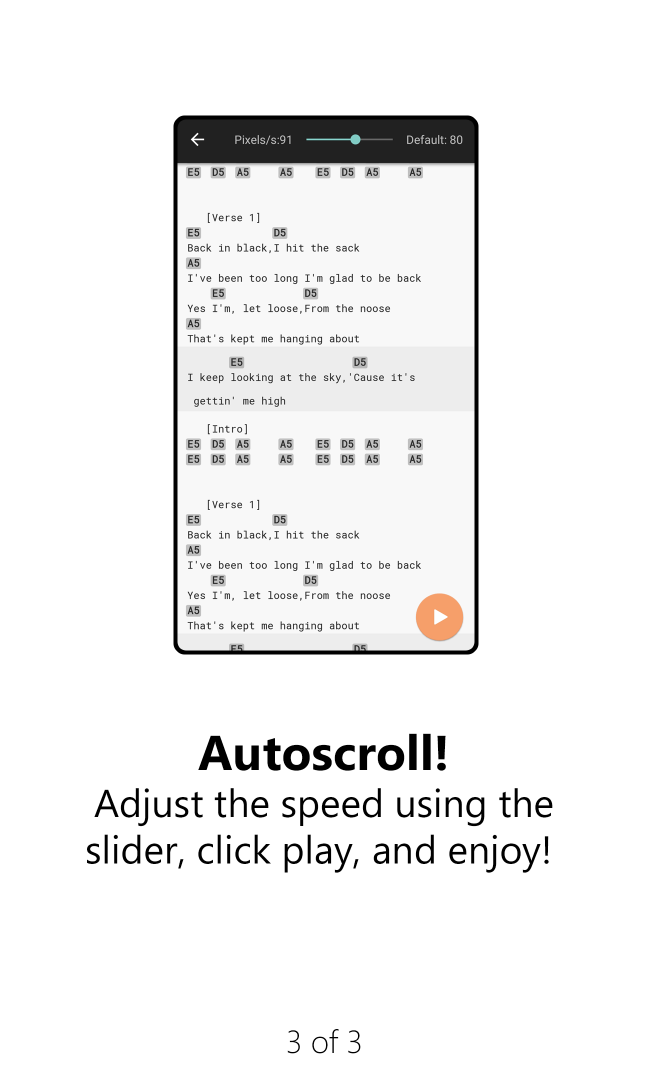 Pixels/s:91 Default: 80
E5 D5 A5 A5 E5 D5 A5 A5
[Verse 1]
E5 D5
Back in black,I hit the sack
A5
I've been too long I'm glad to be back
E5 D5
Yes I'm, let loose,From the noose
A5
That's kept me hanging about
E5 D5
I keep looking at the sky,'Cause it's
gettin' me high
[Intro]
E5 D5 A5 A5 E5 D5 A5 A5
E5 D5 A5 A5 E5 D5 A5 A5
[Verse 1]
E5 D5
Back in black,I hit the sack
A5
I've been too long I'm glad to be back
E5 D5
Yes I'm, let loose,From the noose
A5
That's kept me hanging about
E5 D5
Autoscroll!
Adjust the speed using the
slider, click play, and enjoy!
3 of 3